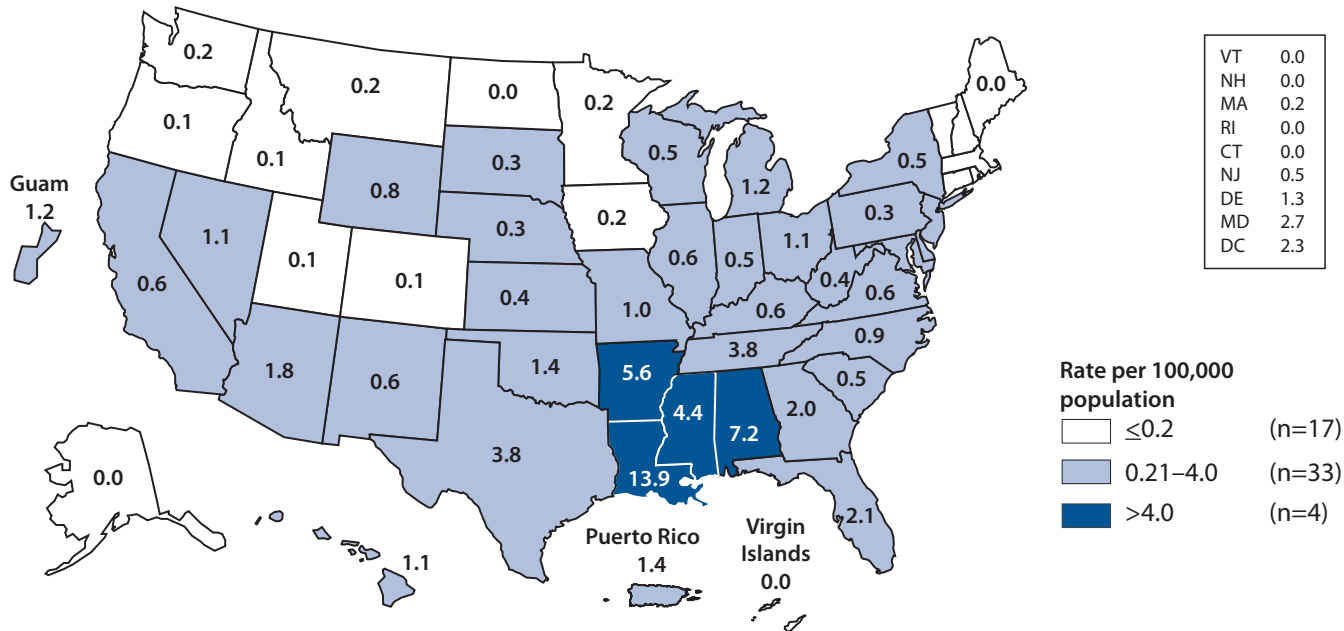 0.2
0.2
0.0
0.2
0.0
0.1
0.1
0.8
0.3
0.5
1.2
0.5
Guam
1.2
1.1
0.1
0.1
0.3
0.2
0.3
0.6
0.6
0.5
1.1
0.4
0.6
0.4
1.0
0.6
0.9
1.8
0.6
1.4
5.6
3.8
0.5
3.8
4.4
7.2
2.0
13.9
2.1
0.0
1.1
Puerto Rico
1.4
Virgin
Islands
0.0
VT 0.0
NH 0.0
MA 0.2
RI 0.0
CT 0.0
NJ 0.5
DE 1.3
MD 2.7
DC 2.3
Rate per 100,000
population
≤0.2 (n=17)
0.21–4.0 (n=33)
>4.0 (n=4)